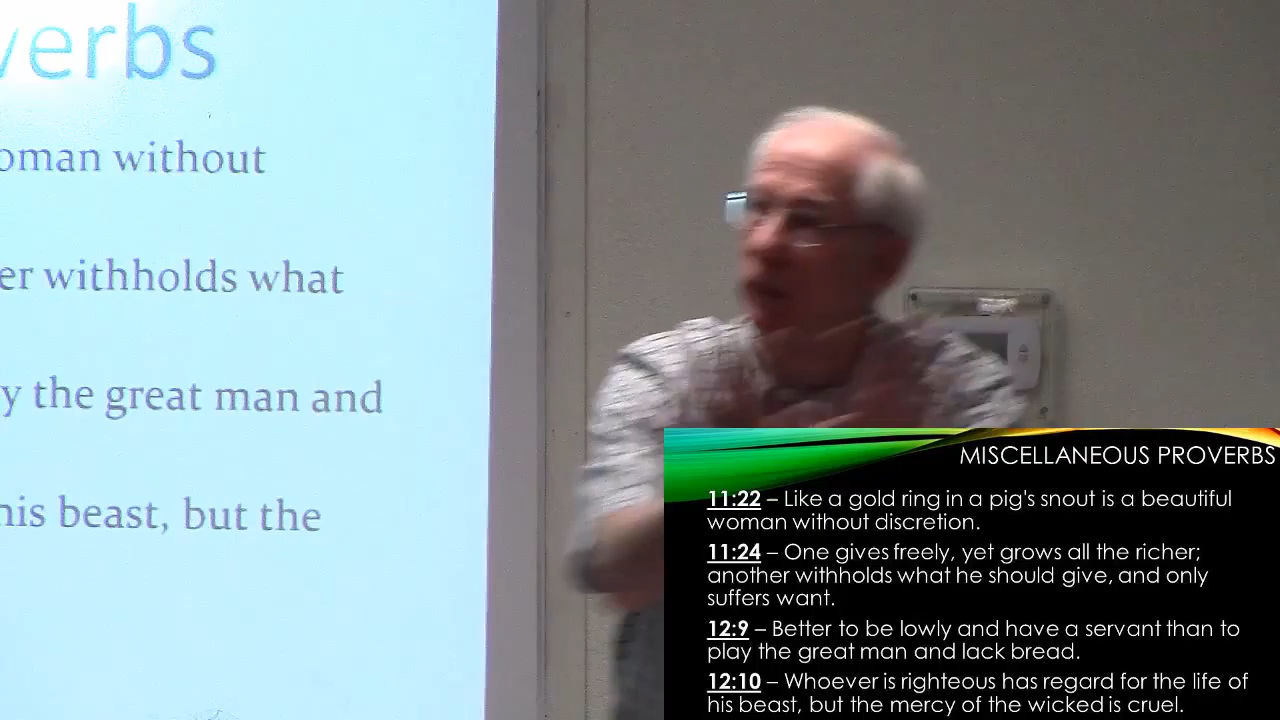 verbs
oman without
er withholds what
y the great man and
his beast, but the
MISCELLANEOUS PROVERBS
11:22 – Like a gold ring in a pig's snout is a beautiful
woman without discretion.
11:24 – One gives freely, yet grows all the richer;
another withholds what he should give, and only
suffers want.
12:9 – Better to be lowly and have a servant than to
play the great man and lack bread.
12:10 – Whoever is righteous has regard for the life of
his beast, but the mercy of the wicked is cruel.